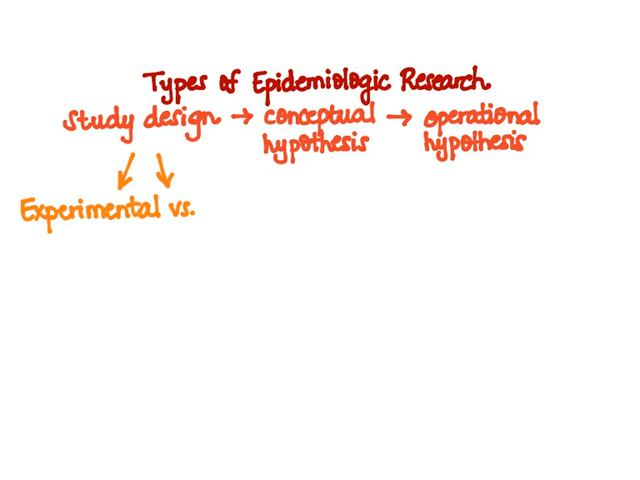 Types of Epidemiologic Research
study design → conceptual hypothesis → operational hypothesis
Experimental vs.